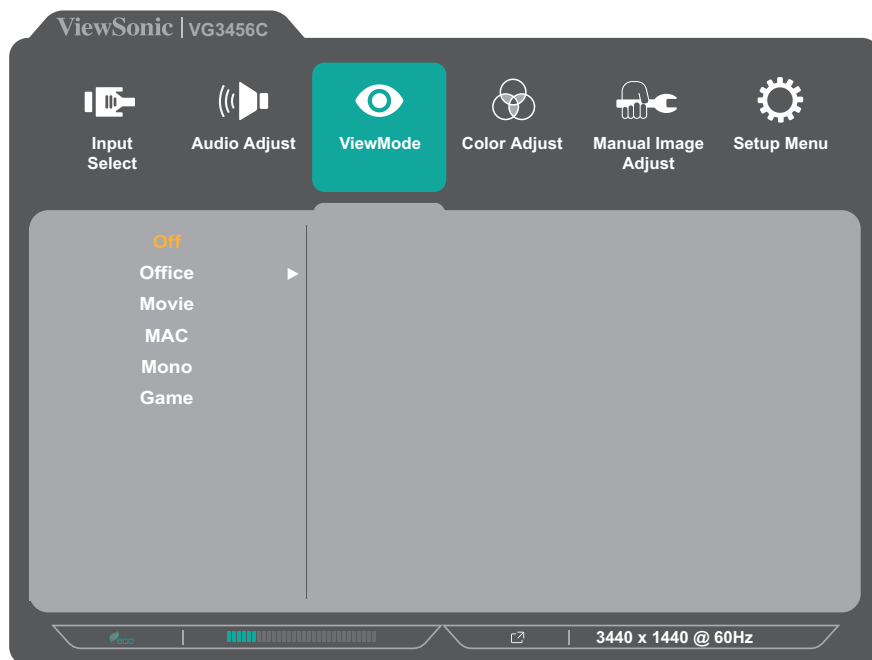 ViewSonic | VG3456C
Input Select
Audio Adjust
ViewMode
Color Adjust
Manual Image Adjust
Setup Menu
Off
Office
Movie
MAC
Mono
Game
eco
3440 x 1440 @ 60Hz